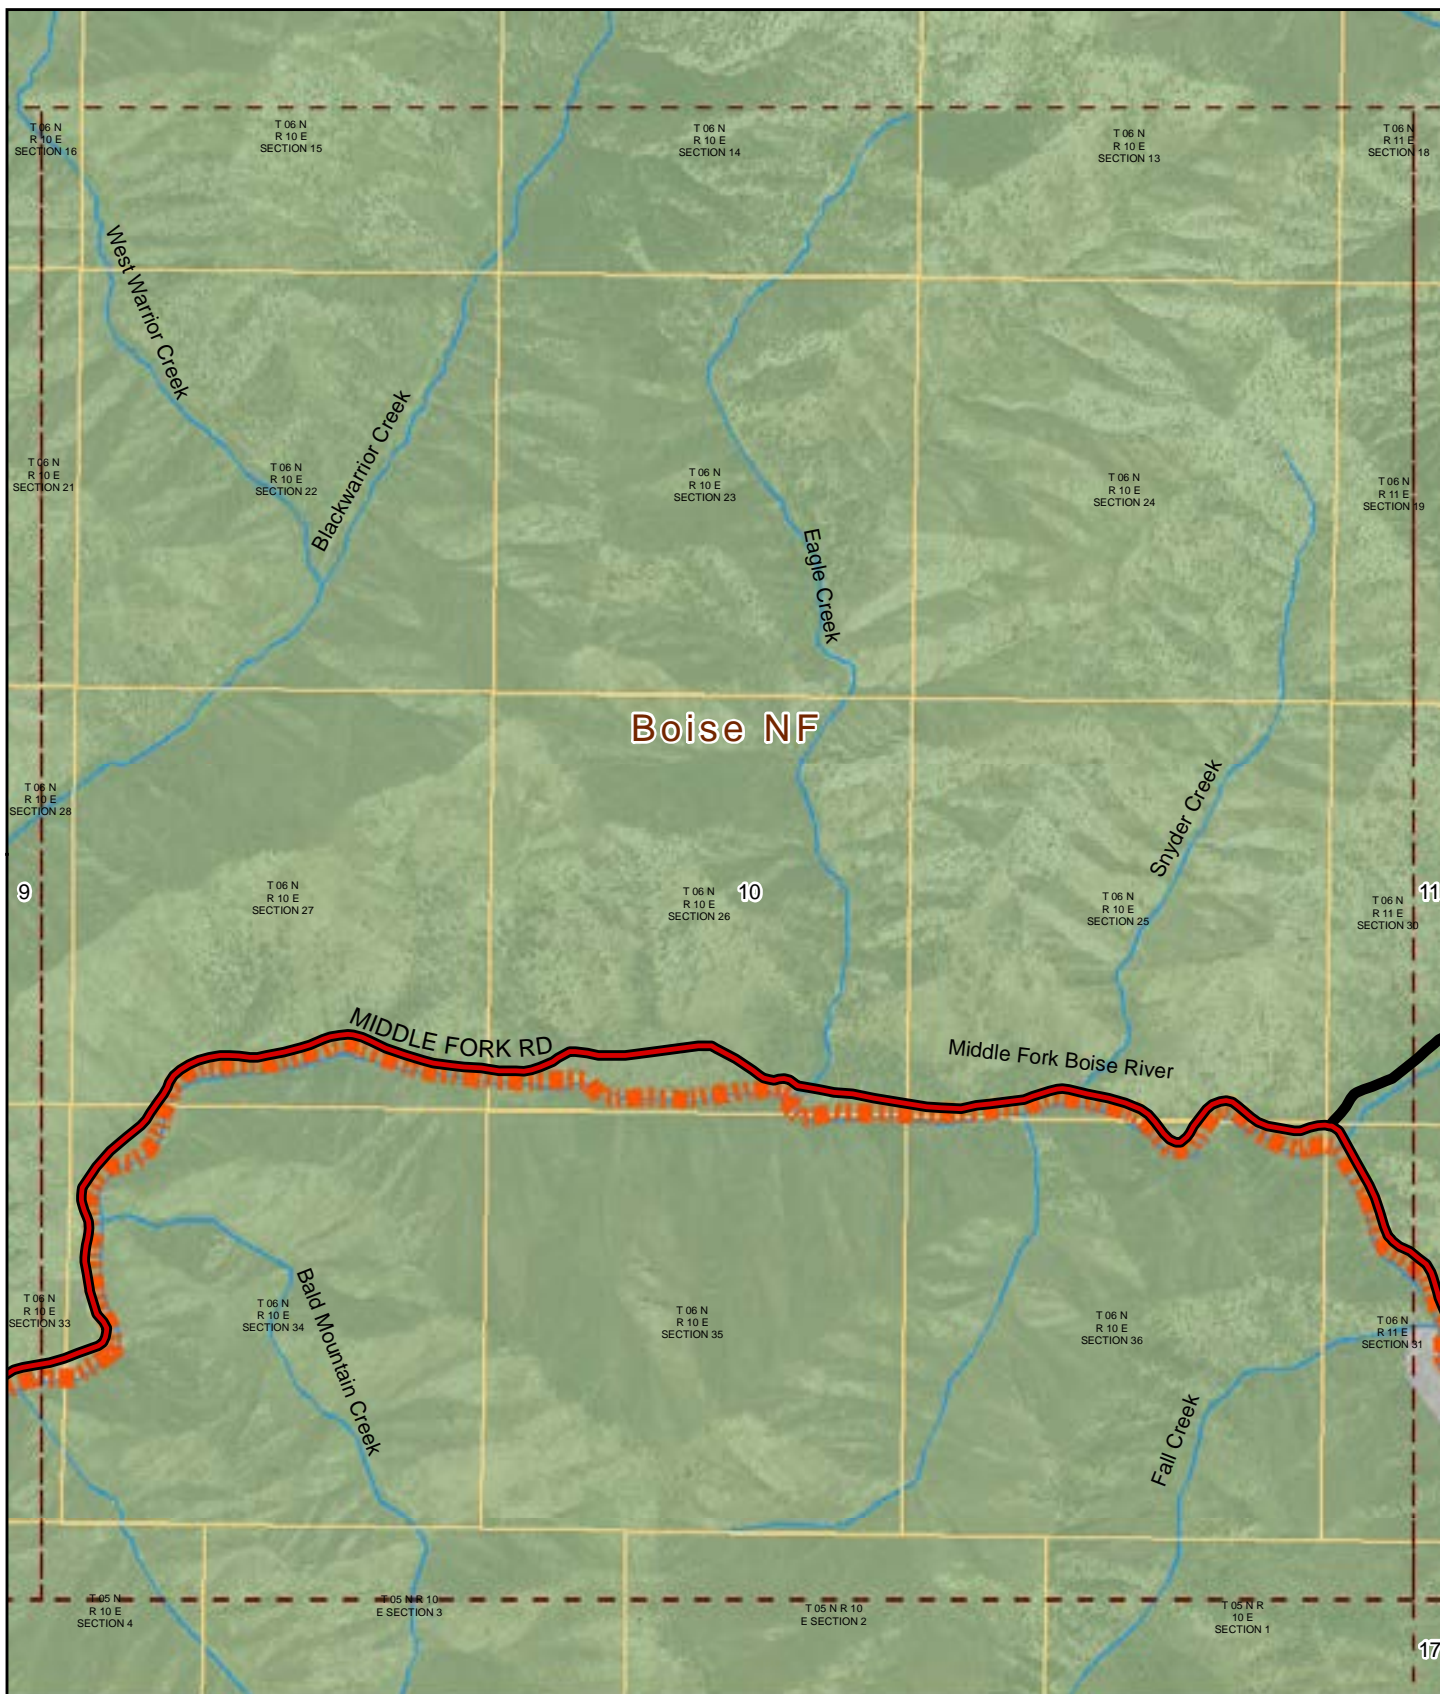 T 06 N
R 10 E
SECTION 16
T 06 N
R 10 E
SECTION 15
T 06 N
R 10 E
SECTION 14
T 06 N
R 10 E
SECTION 13
T 06 N
R 11 E
SECTION 18
West Warrior Creek
Blackwarrior Creek
T 06 N
R 10 E
SECTION 21
T 06 N
R 10 E
SECTION 22
T 06 N
R 10 E
SECTION 23
T 06 N
R 10 E
SECTION 24
T 06 N
R 11 E
SECTION 19
Eagle Creek
Boise NF
Snyder Creek
T 06 N
R 10 E
SECTION 28
9
T 06 N
R 10 E
SECTION 27
T 06 N
R 10 E
SECTION 26
10
T 06 N
R 10 E
SECTION 25
T 06 N
R 11 E
SECTION 30
11
MIDDLE FORK RD
Middle Fork Boise River
T 06 N
R 10 E
SECTION 33
T 06 N
R 10 E
SECTION 34
Bald Mountain Creek
T 06 N
R 10 E
SECTION 35
T 06 N
R 10 E
SECTION 36
T 06 N
R 11 E
SECTION 31
Fall Creek
T 05 N
R 10 E
SECTION 4
T 05 N R 10
E SECTION 3
T 05 N R 10
E SECTION 2
T 05 N R
10 E
SECTION 1
17